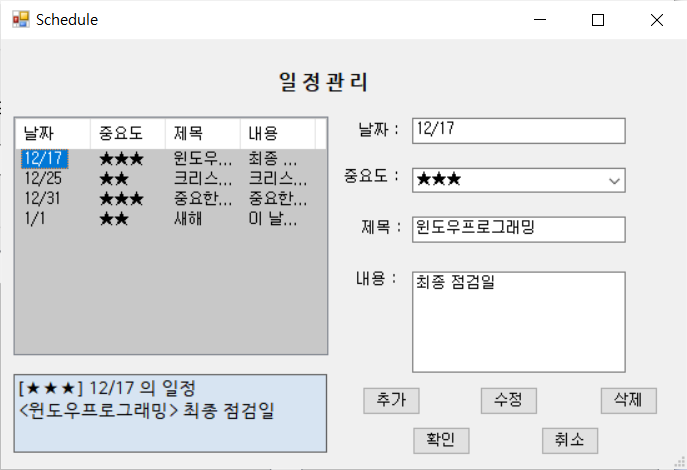 Schedule
일정관리
날짜 중요도 제목 내용
12/17 ★★★ 윈도우... 최종 ...
12/25 ★★ 크리스... 크리스...
12/31 ★★★ 중요한... 중요한...
1/1 ★★ 새해 이 날...
[★★★] 12/17 의 일정
<윈도우프로그래밍> 최종 점검일
날짜 : 12/17
중요도 : ★★★
제목 : 윈도우프로그래밍
내용 : 최종 점검일
추가 수정 삭제
확인 취소